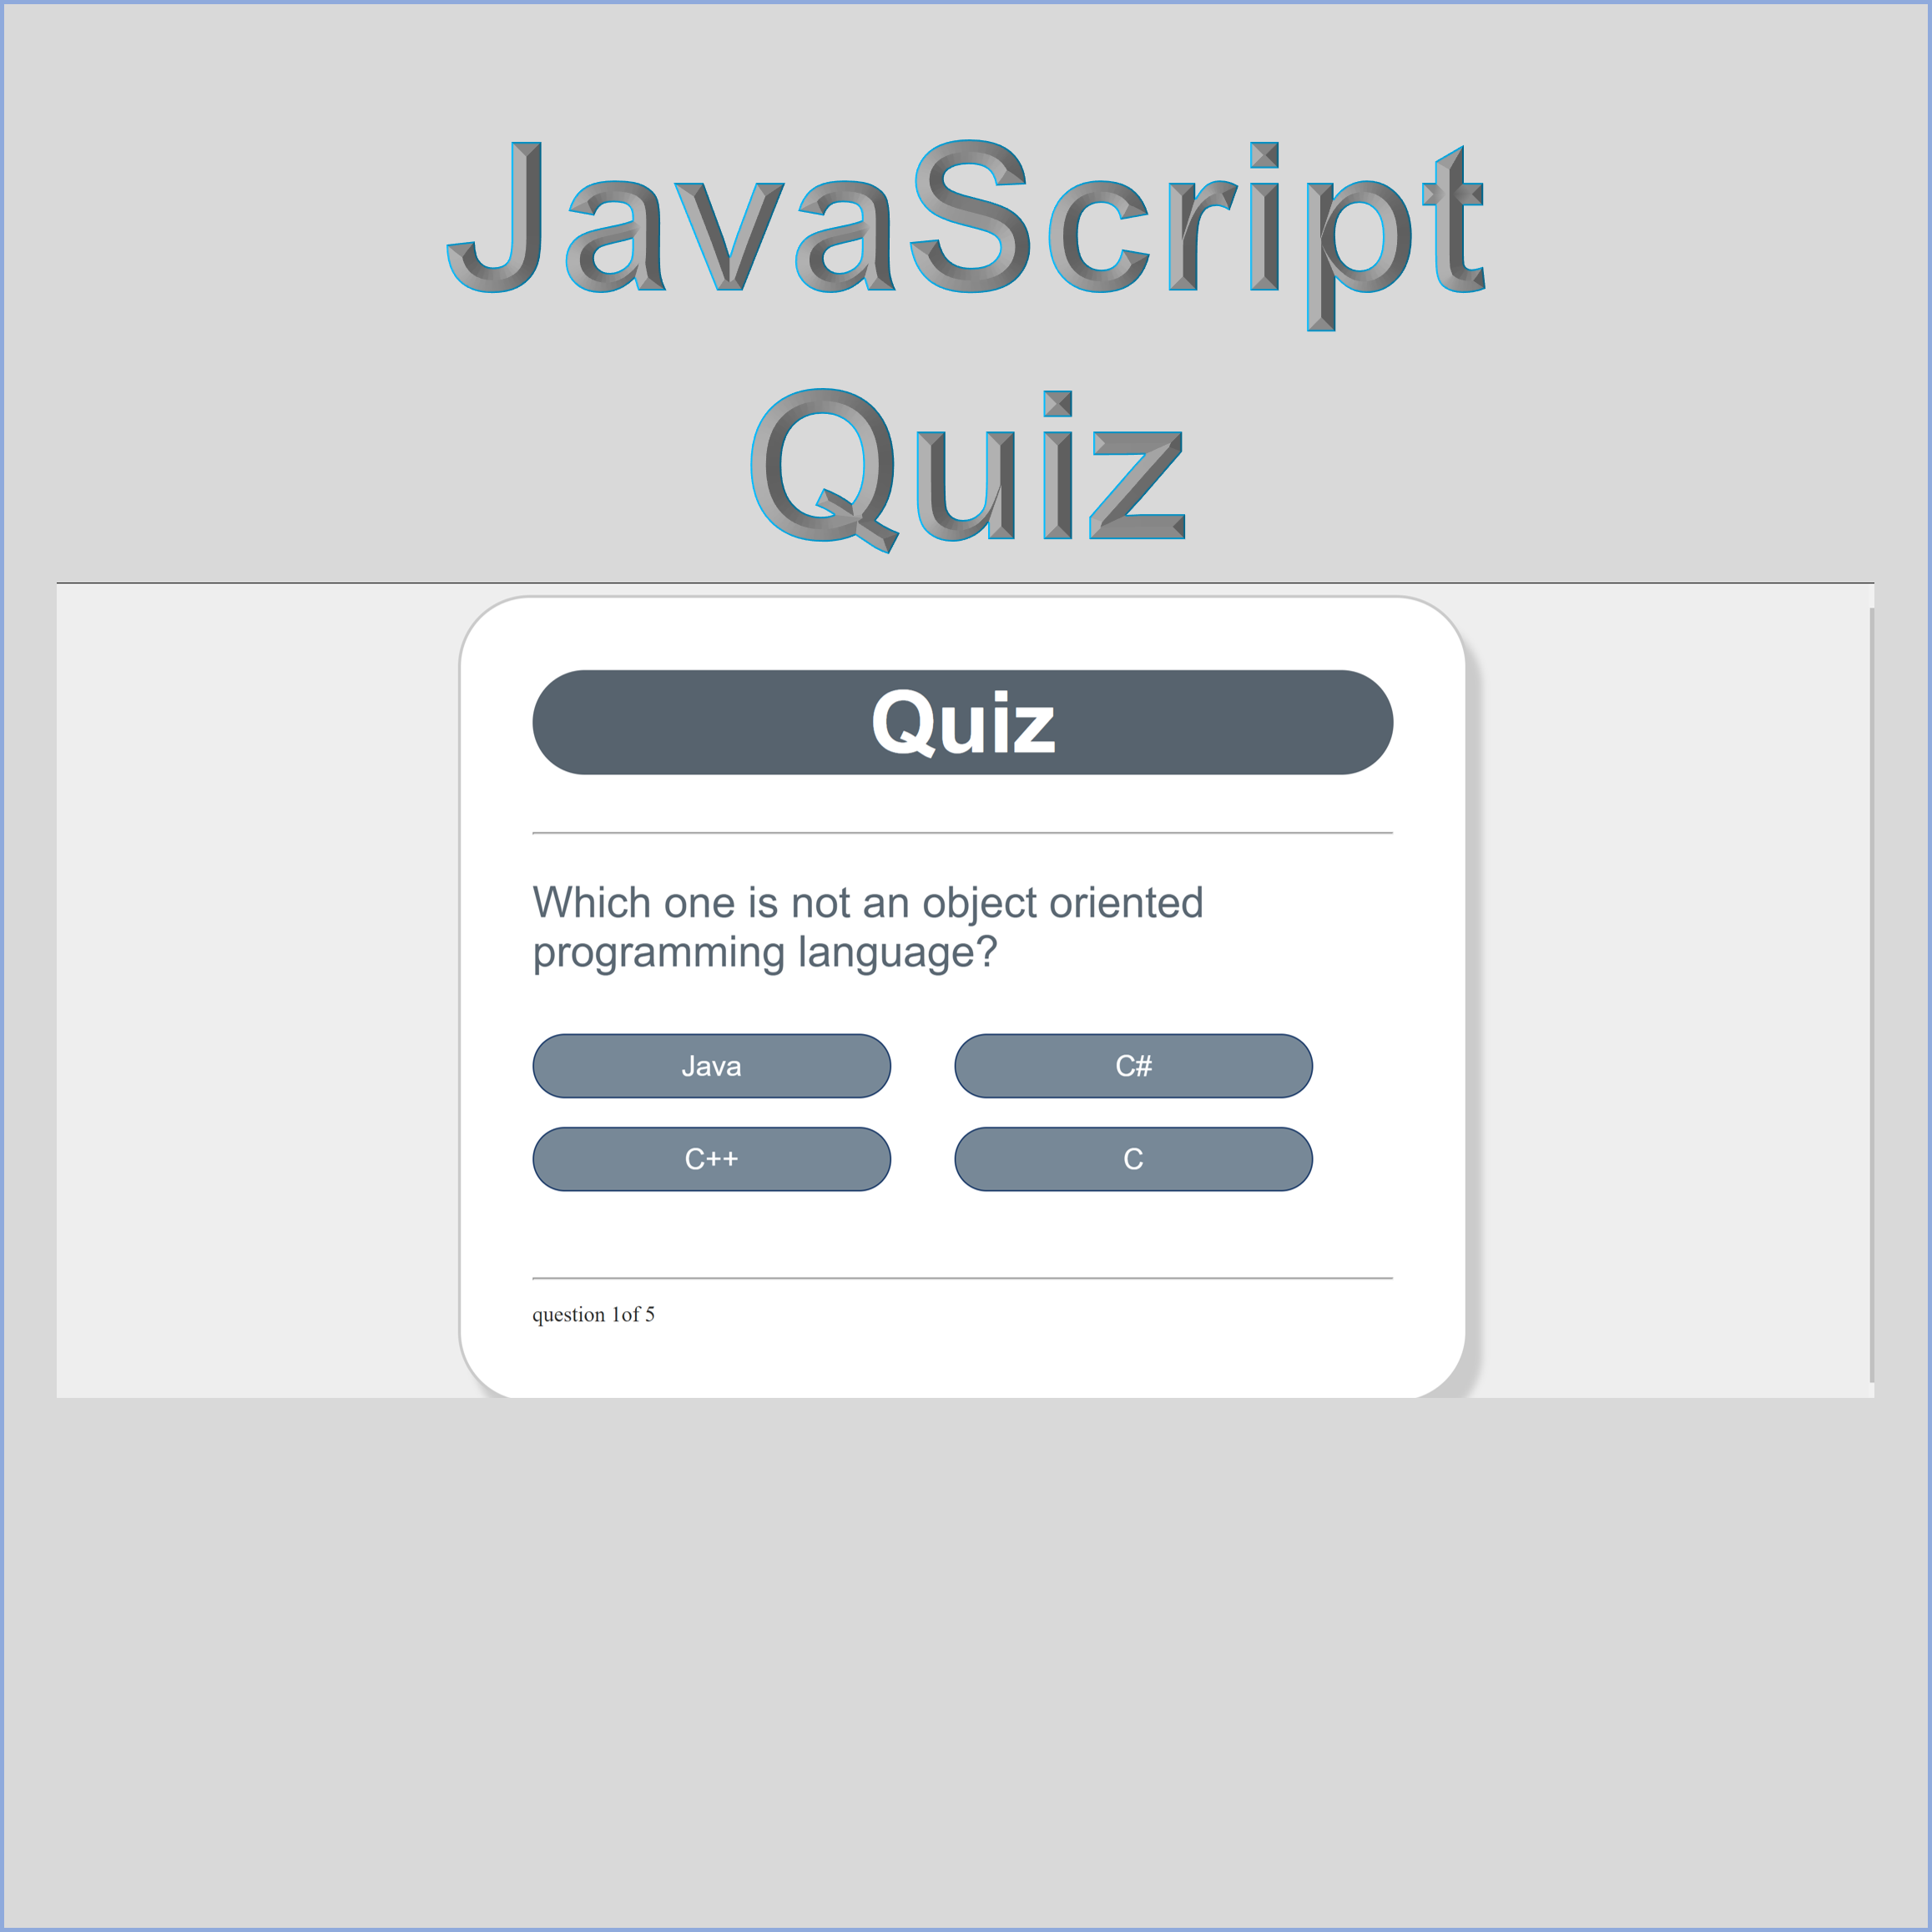 JavaScript
Quiz
Quiz
Which one is not an object oriented
programming language?
Java
C#
C++
C
question 1of 5